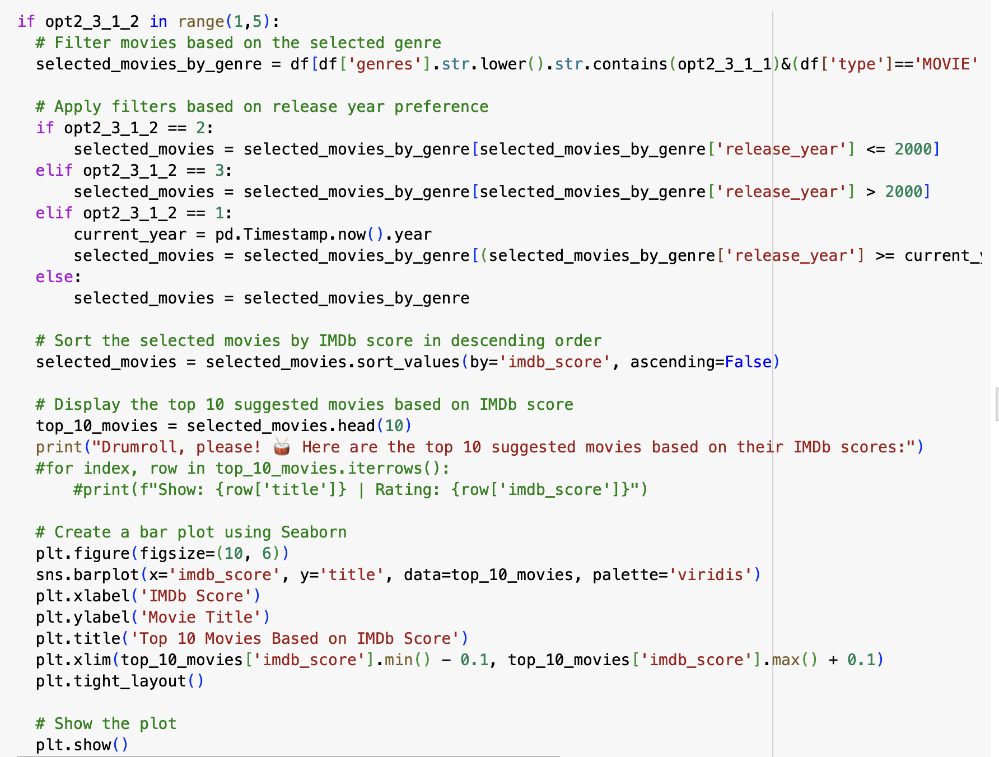 if opt2_3_1_2 in range(1,5):
  # Filter movies based on the selected genre
  selected_movies_by_genre = df[df['genres'].str.lower().str.contains(opt2_3_1_1)&(df['type']=='MOVIE'

  # Apply filters based on release year preference
  if opt2_3_1_2 == 2:
      selected_movies = selected_movies_by_genre[selected_movies_by_genre['release_year'] <= 2000]
  elif opt2_3_1_2 == 3:
      selected_movies = selected_movies_by_genre[selected_movies_by_genre['release_year'] > 2000]
  elif opt2_3_1_2 == 1:
      current_year = pd.Timestamp.now().year
      selected_movies = selected_movies_by_genre[(selected_movies_by_genre['release_year'] >= current_
  else:
      selected_movies = selected_movies_by_genre

  # Sort the selected movies by IMDb score in descending order
  selected_movies = selected_movies.sort_values(by='imdb_score', ascending=False)

  # Display the top 10 suggested movies based on IMDb score
  top_10_movies = selected_movies.head(10)
  print("Drumroll, please! 🥁 Here are the top 10 suggested movies based on their IMDb scores:")
  #for index, row in top_10_movies.iterrows():
      #print(f"Show: {row['title']} | Rating: {row['imdb_score']}")

  # Create a bar plot using Seaborn
  plt.figure(figsize=(10, 6))
  sns.barplot(x='imdb_score', y='title', data=top_10_movies, palette='viridis')
  plt.xlabel('IMDb Score')
  plt.ylabel('Movie Title')
  plt.title('Top 10 Movies Based on IMDb Score')
  plt.xlim(top_10_movies['imdb_score'].min() - 0.1, top_10_movies['imdb_score'].max() + 0.1)
  plt.tight_layout()

  # Show the plot
  plt.show()